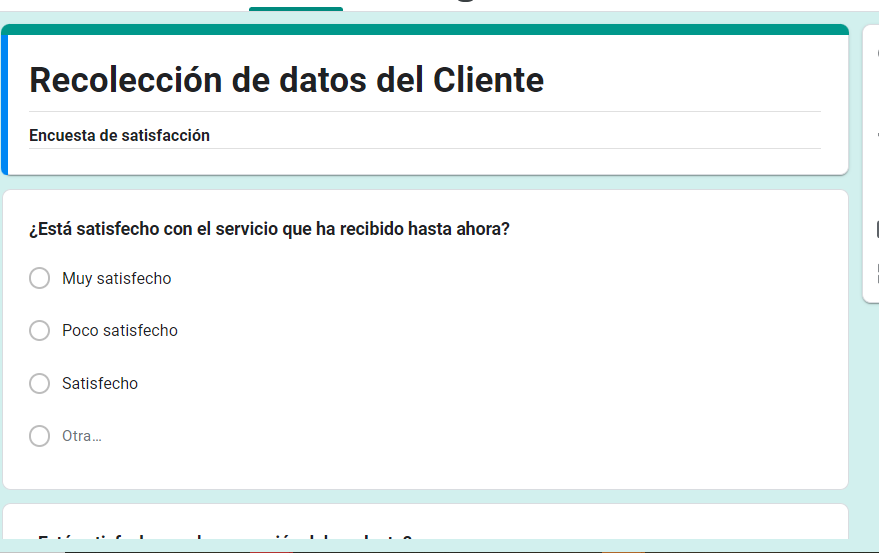 Recolección de datos del Cliente
Encuesta de satisfacción
¿Está satisfecho con el servicio que ha recibido hasta ahora?
Muy satisfecho
Poco satisfecho
Satisfecho
Otra...